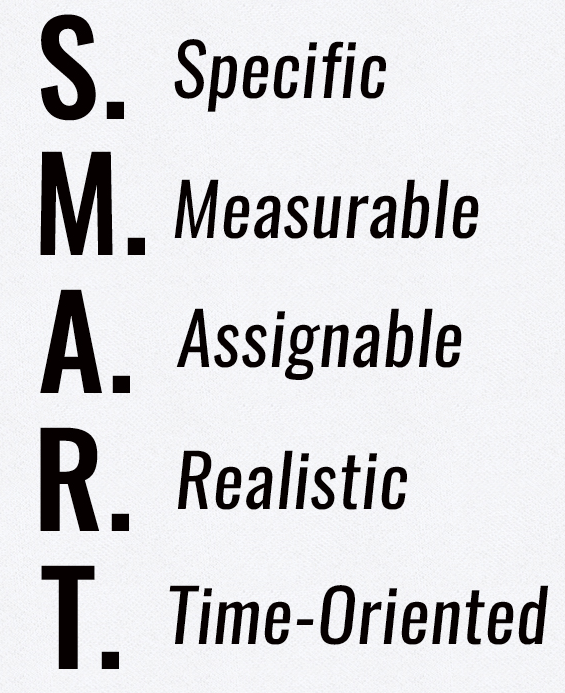 S. Specific
M. Measurable
A. Assignable
R. Realistic
T. Time-Oriented